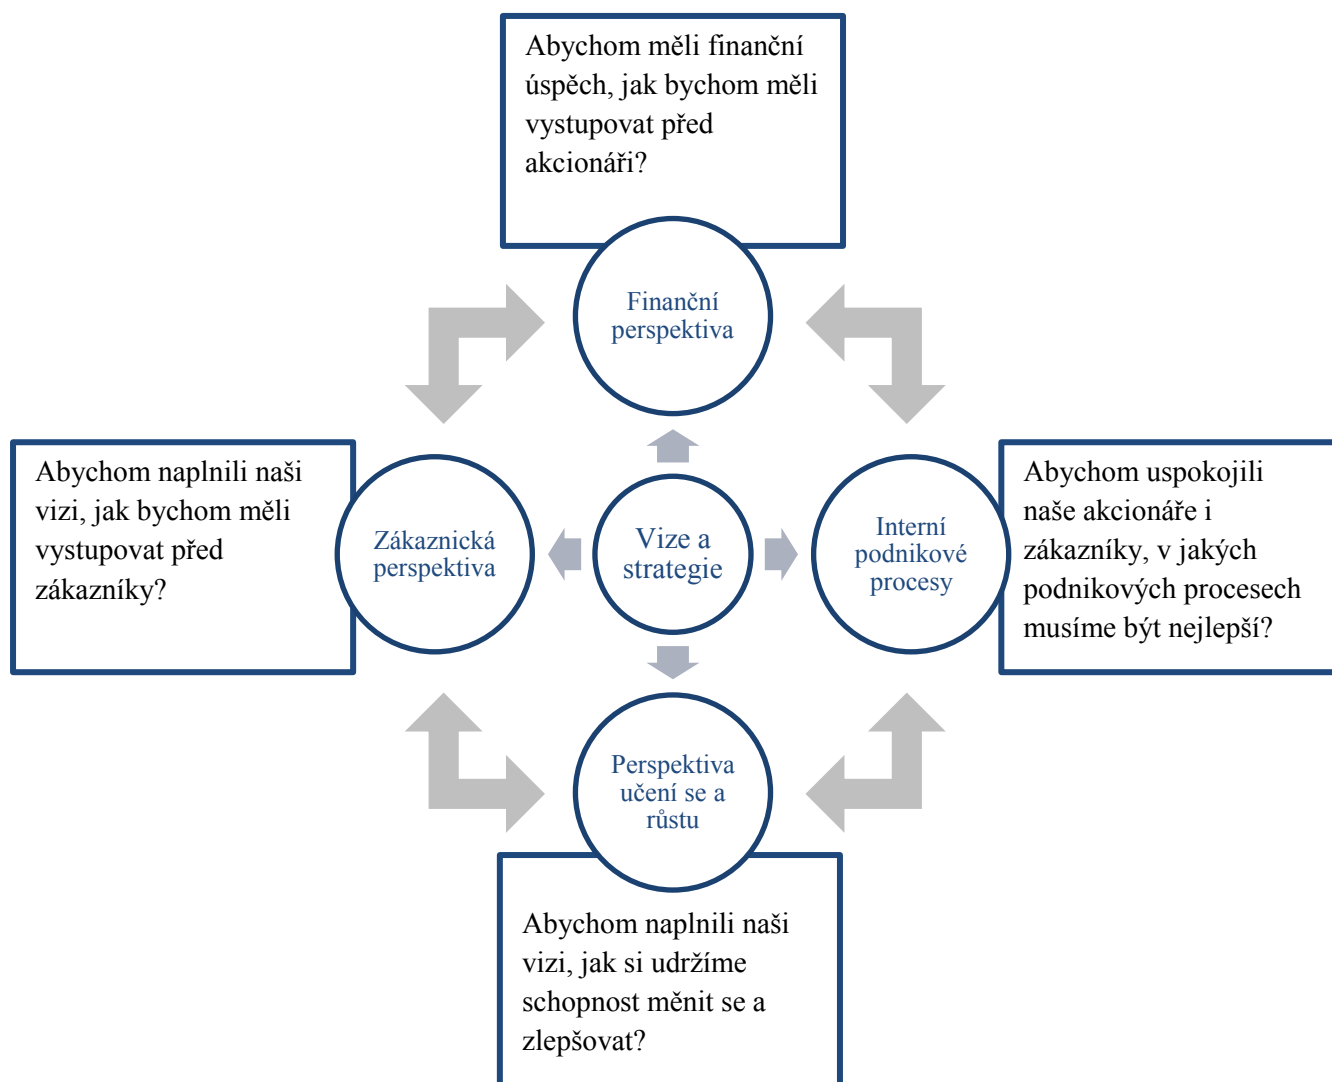 Abychom měli finanční
úspěch, jak bychom měli
vystupovat před
akcionáři?
Finanční
perspektiva
Abychom naplnili naši
vizi, jak bychom měli
vystupovat před
zákazníky?
Zákaznická
perspektiva
Vize a
strategie
Interní
podnikové
procesy
Abychom uspokojili
naše akcionáře i
zákazníky, v jakých
podnikových procesech
musíme být nejlepší?
Perspektiva
učení se a
růstu
Abychom naplnili naši
vizi, jak si udržíme
schopnost měnit se a
zlepšovat?